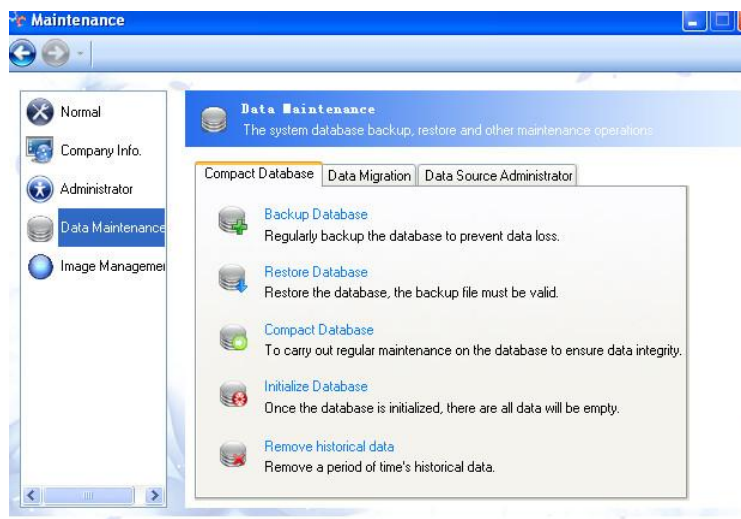 Maintenance
Normal
Company Info.
Administrator
Data Maintenance
Image Managemei
Data Maintenance
The system database backup, restore and other maintenance operations
Compact Database Data Migration Data Source Administrator
Backup Database
Regularly backup the database to prevent data loss.
Restore Database
Restore the database, the backup file must be valid.
Compact Database
To carry out regular maintenance on the database to ensure data integrity.
Initialize Database
Once the database is initialized, there are all data will be empty.
Remove historical data
Remove a period of time's historical data.